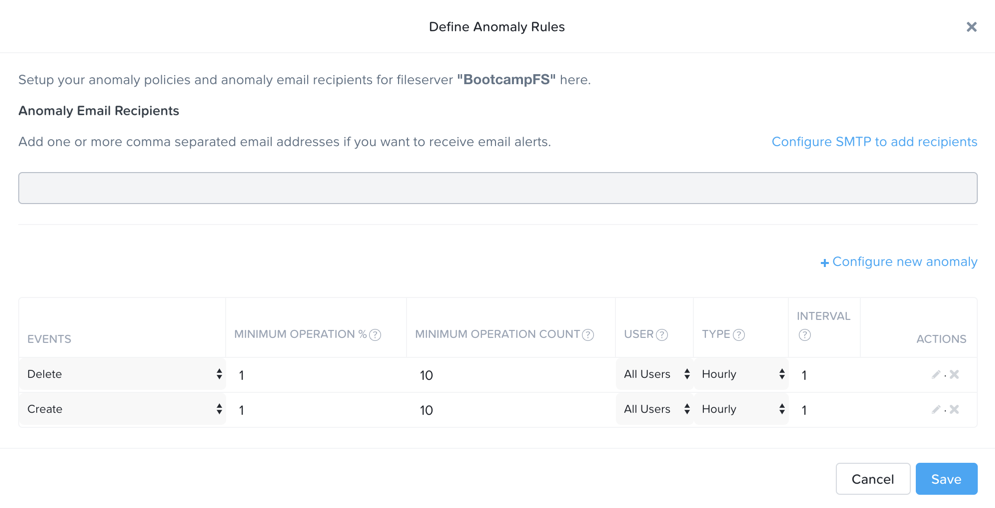 Define Anomaly Rules
Setup your anomaly policies and anomaly email recipients for fileserver "BootcampFS" here.
Anomaly Email Recipients
Add one or more comma separated email addresses if you want to receive email alerts.
Configure SMTP to add recipients
+ Configure new anomaly
EVENTS MINIMUM OPERATION % MINIMUM OPERATION COUNT USER TYPE INTERVAL ACTIONS
Delete 1 10 All Users Hourly 1
Create 1 10 All Users Hourly 1
Cancel Save